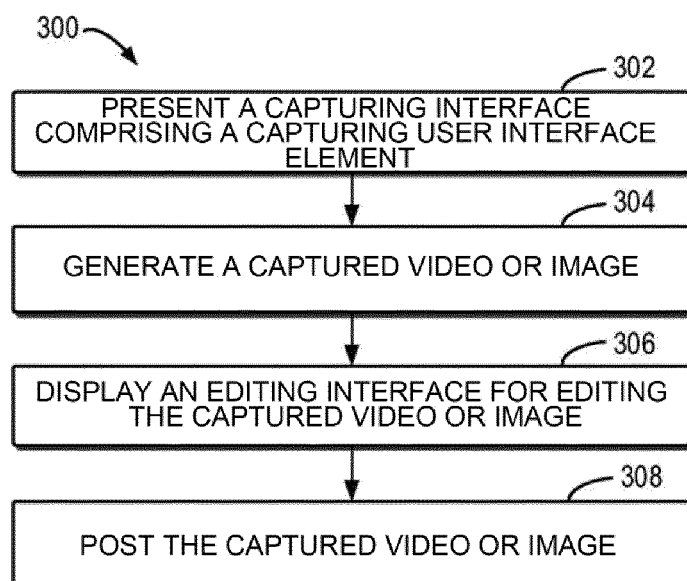 300
302
PRESENT A CAPTURING INTERFACE
COMPRISING A CAPTURING USER INTERFACE
ELEMENT
304
GENERATE A CAPTURED VIDEO OR IMAGE
306
DISPLAY AN EDITING INTERFACE FOR EDITING
THE CAPTURED VIDEO OR IMAGE
308
POST THE CAPTURED VIDEO OR IMAGE